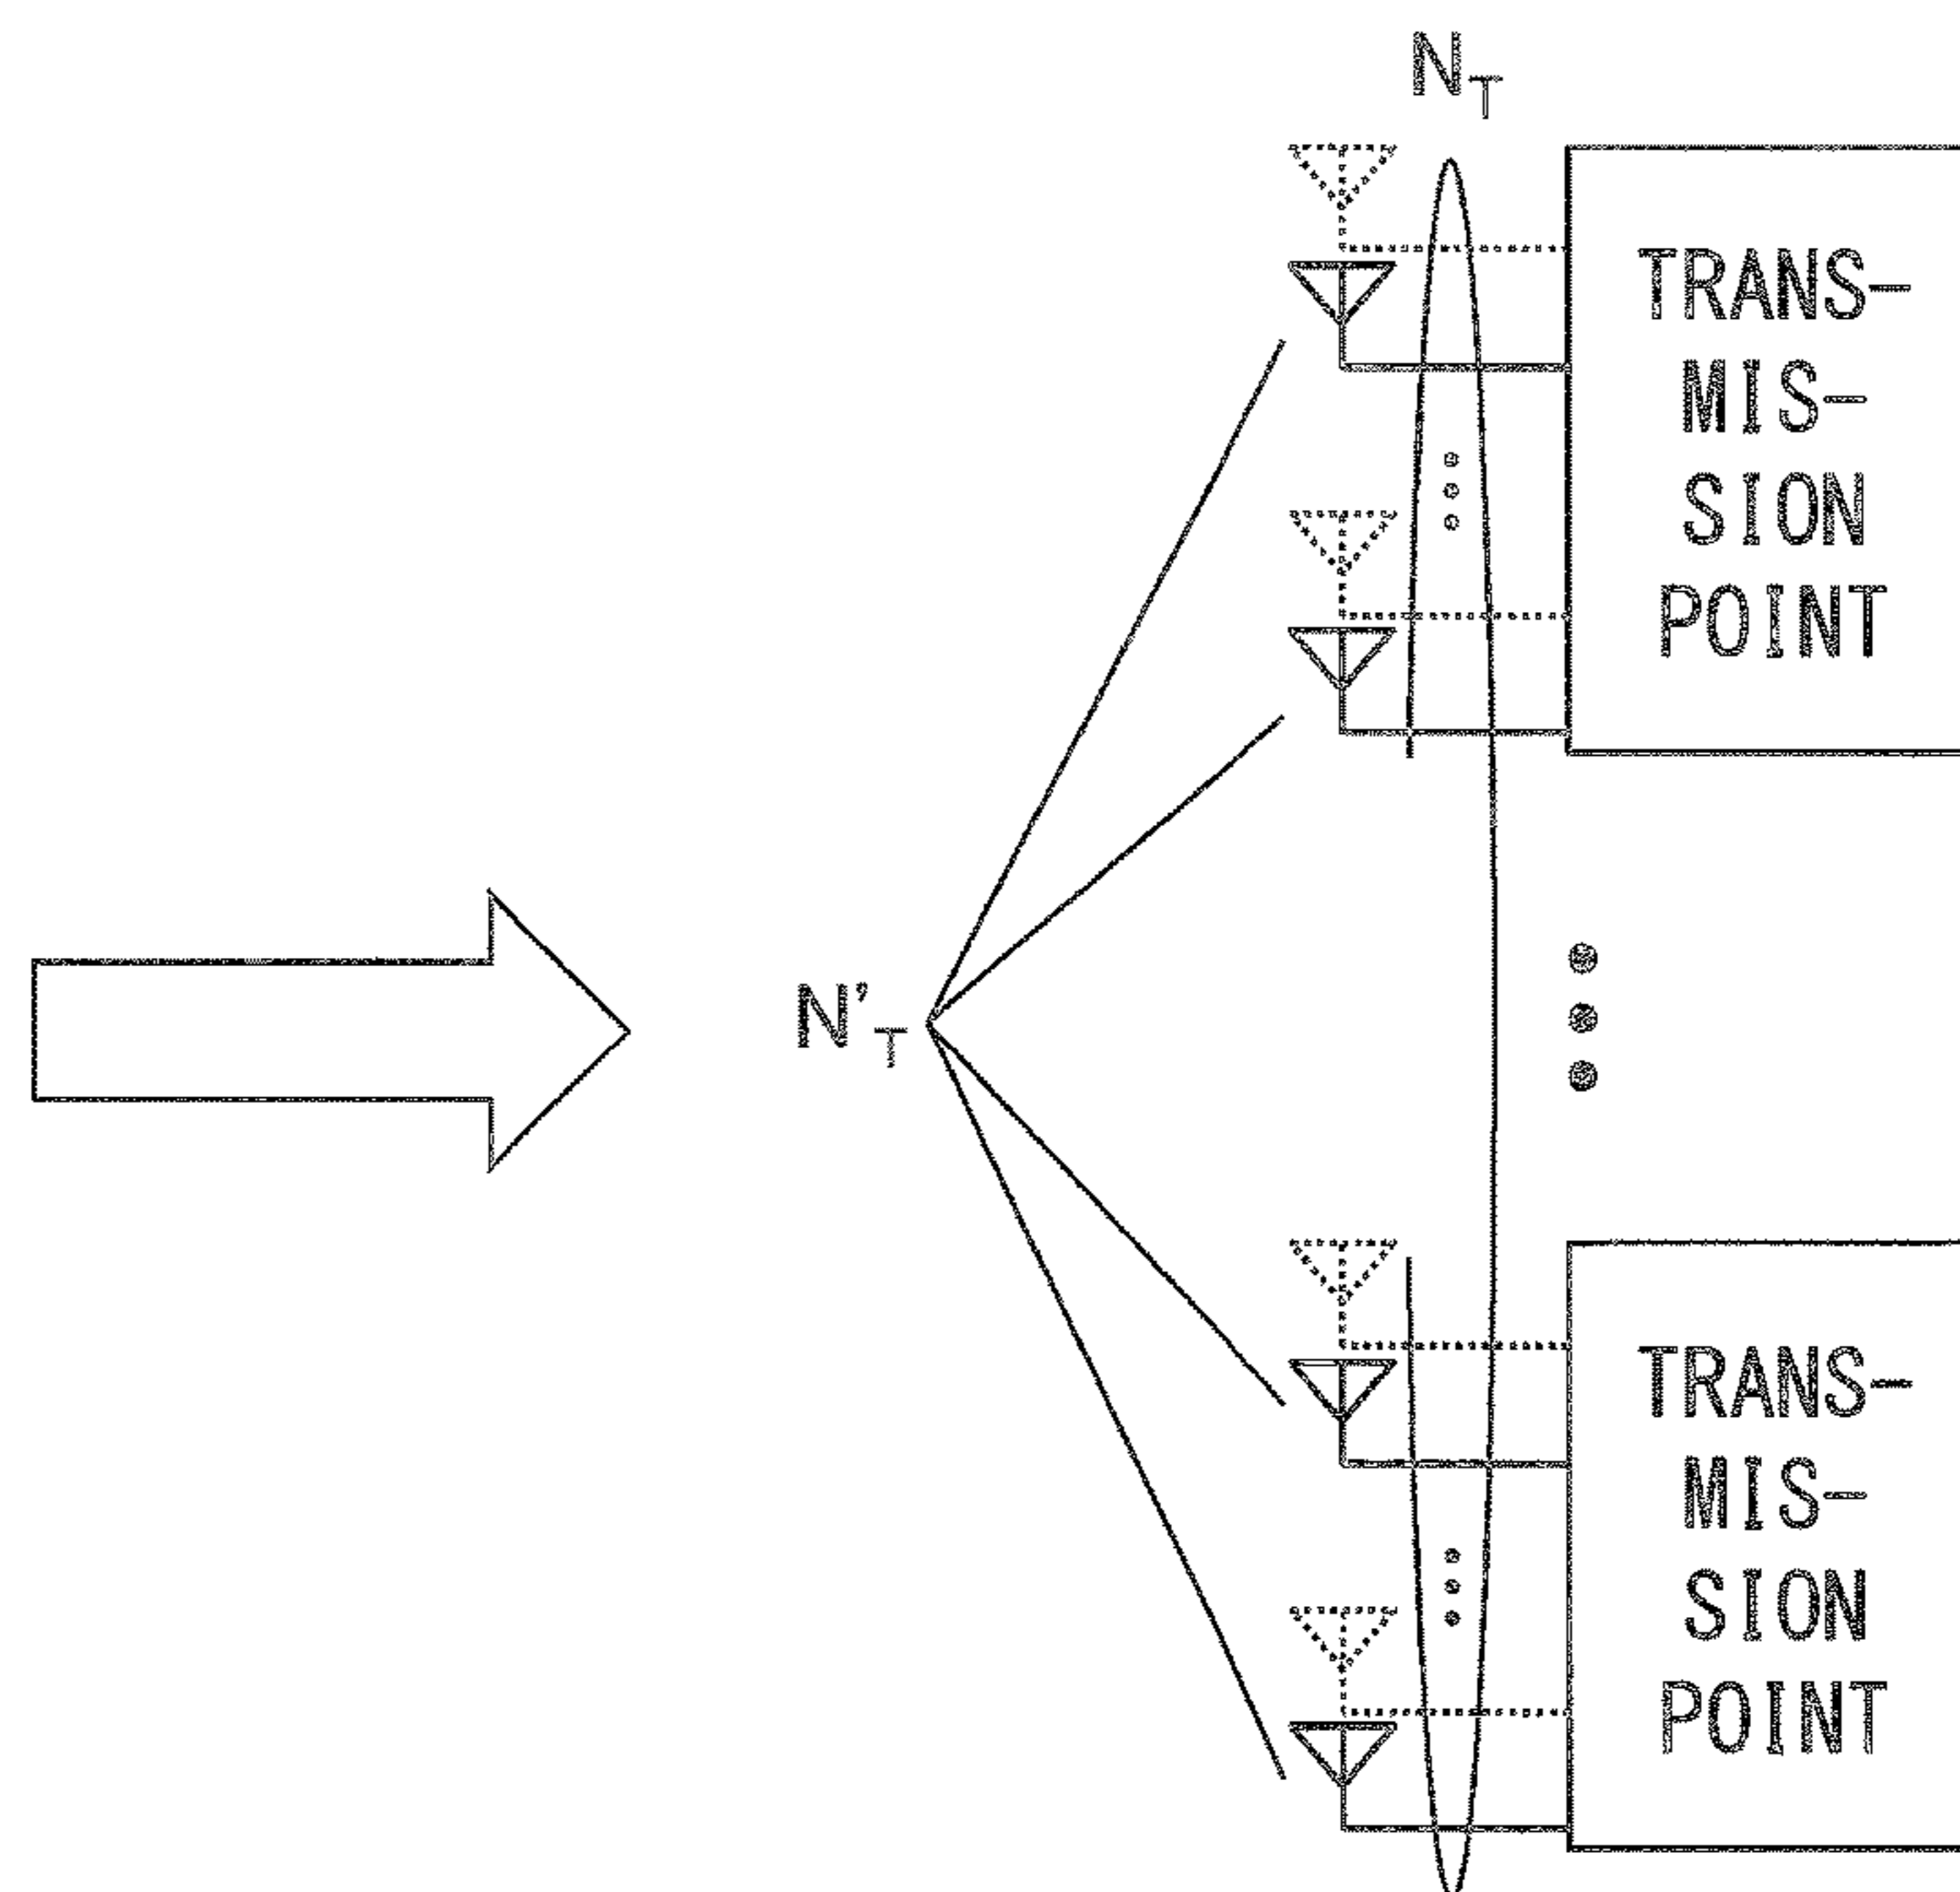 N_T
TRANS-
MIS-
SION
POINT
N'_T
TRANS-
MIS-
SION
POINT